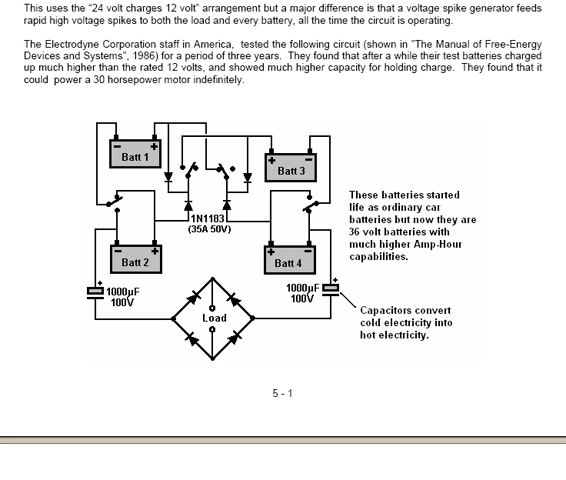 This uses the "24 volt charges 12 volt" arrangement but a major difference is that a voltage spike generator feeds
rapid high voltage spikes to both the load and every battery, all the time the circuit is operating.
The Electrodyne Corporation staff in America, tested the following circuit (shown in "The Manual of Free-Energy
Devices and Systems", 1986) for a period of three years. They found that after a while their test batteries charged
up much higher than the rated 12 volts, and showed much higher capacity for holding charge. They found that it
could power a 30 horsepower motor indefinitely.
- +
Batt 1
+ -
Batt 3
1N1183
(35A 50V)
- +
Batt 2
+ -
Batt 4
These batteries started
life as ordinary car
batteries but now they are
36 volt batteries with
much higher Amp-Hour
capabilities.
+
1000µF
100V
1000µF
100V
+
Load
Capacitors convert
cold electricity into
hot electricity.
5 - 1